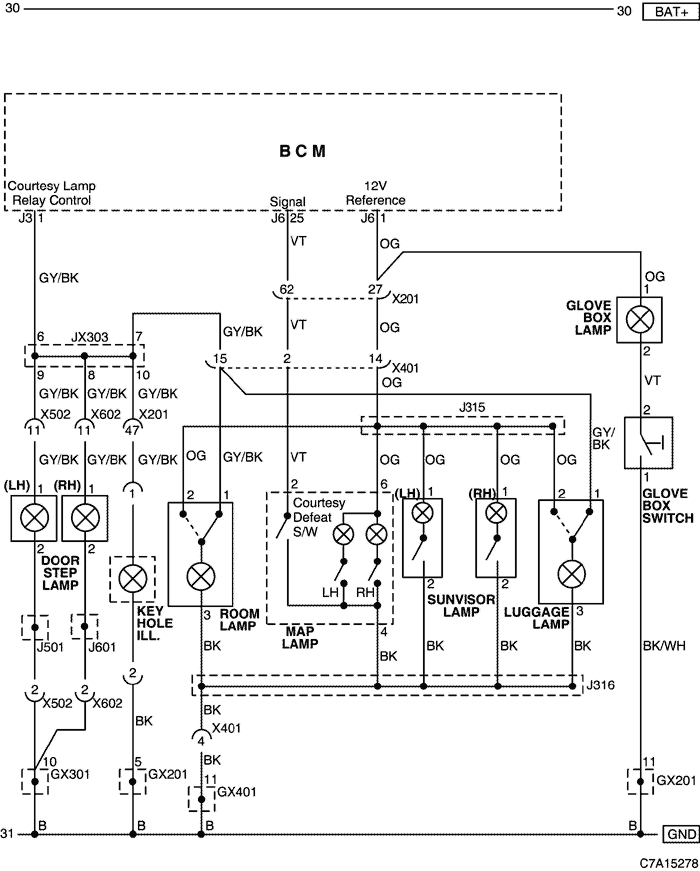 30 30 BAT+
BCM
Courtesy Lamp
Relay Control
Signal
12V
Reference
J3 1 J6 25 J6 1
VT OG
GY/BK OG
62 27 X201
1
GLOVE
BOX
LAMP
2
GY/BK VT OG
6 JX303 7
15 2 14 X401
9 8 10 OG VT
GY/BK GY/BK GY/BK
X502 X602 X201
J315
2
11 11 47
GY/BK
OG GY/BK VT OG OG OG OG
GY/BK GY/BK GY/BK
1
GLOVE
BOX
SWITCH
(LH) 1 (RH) 1 1
2 1 2 6 (LH) 1 (RH) 1 2 1
Courtesy
Defeat
S/W
2 2
DOOR
STEP
LAMP
LH RH
2 2
KEY
HOLE
ILL.
3 ROOM
LAMP
MAP
LAMP
4
SUNVISOR
LAMP
LUGGAGE
LAMP 3
J501 J601
BK BK BK BK BK BK/WH
2 2 2
X502 X602
J316
BK BK
X401
4
BK
10 GX301
5 GX201
11 GX401
11 GX201
31 B B B B GND
C7A15278